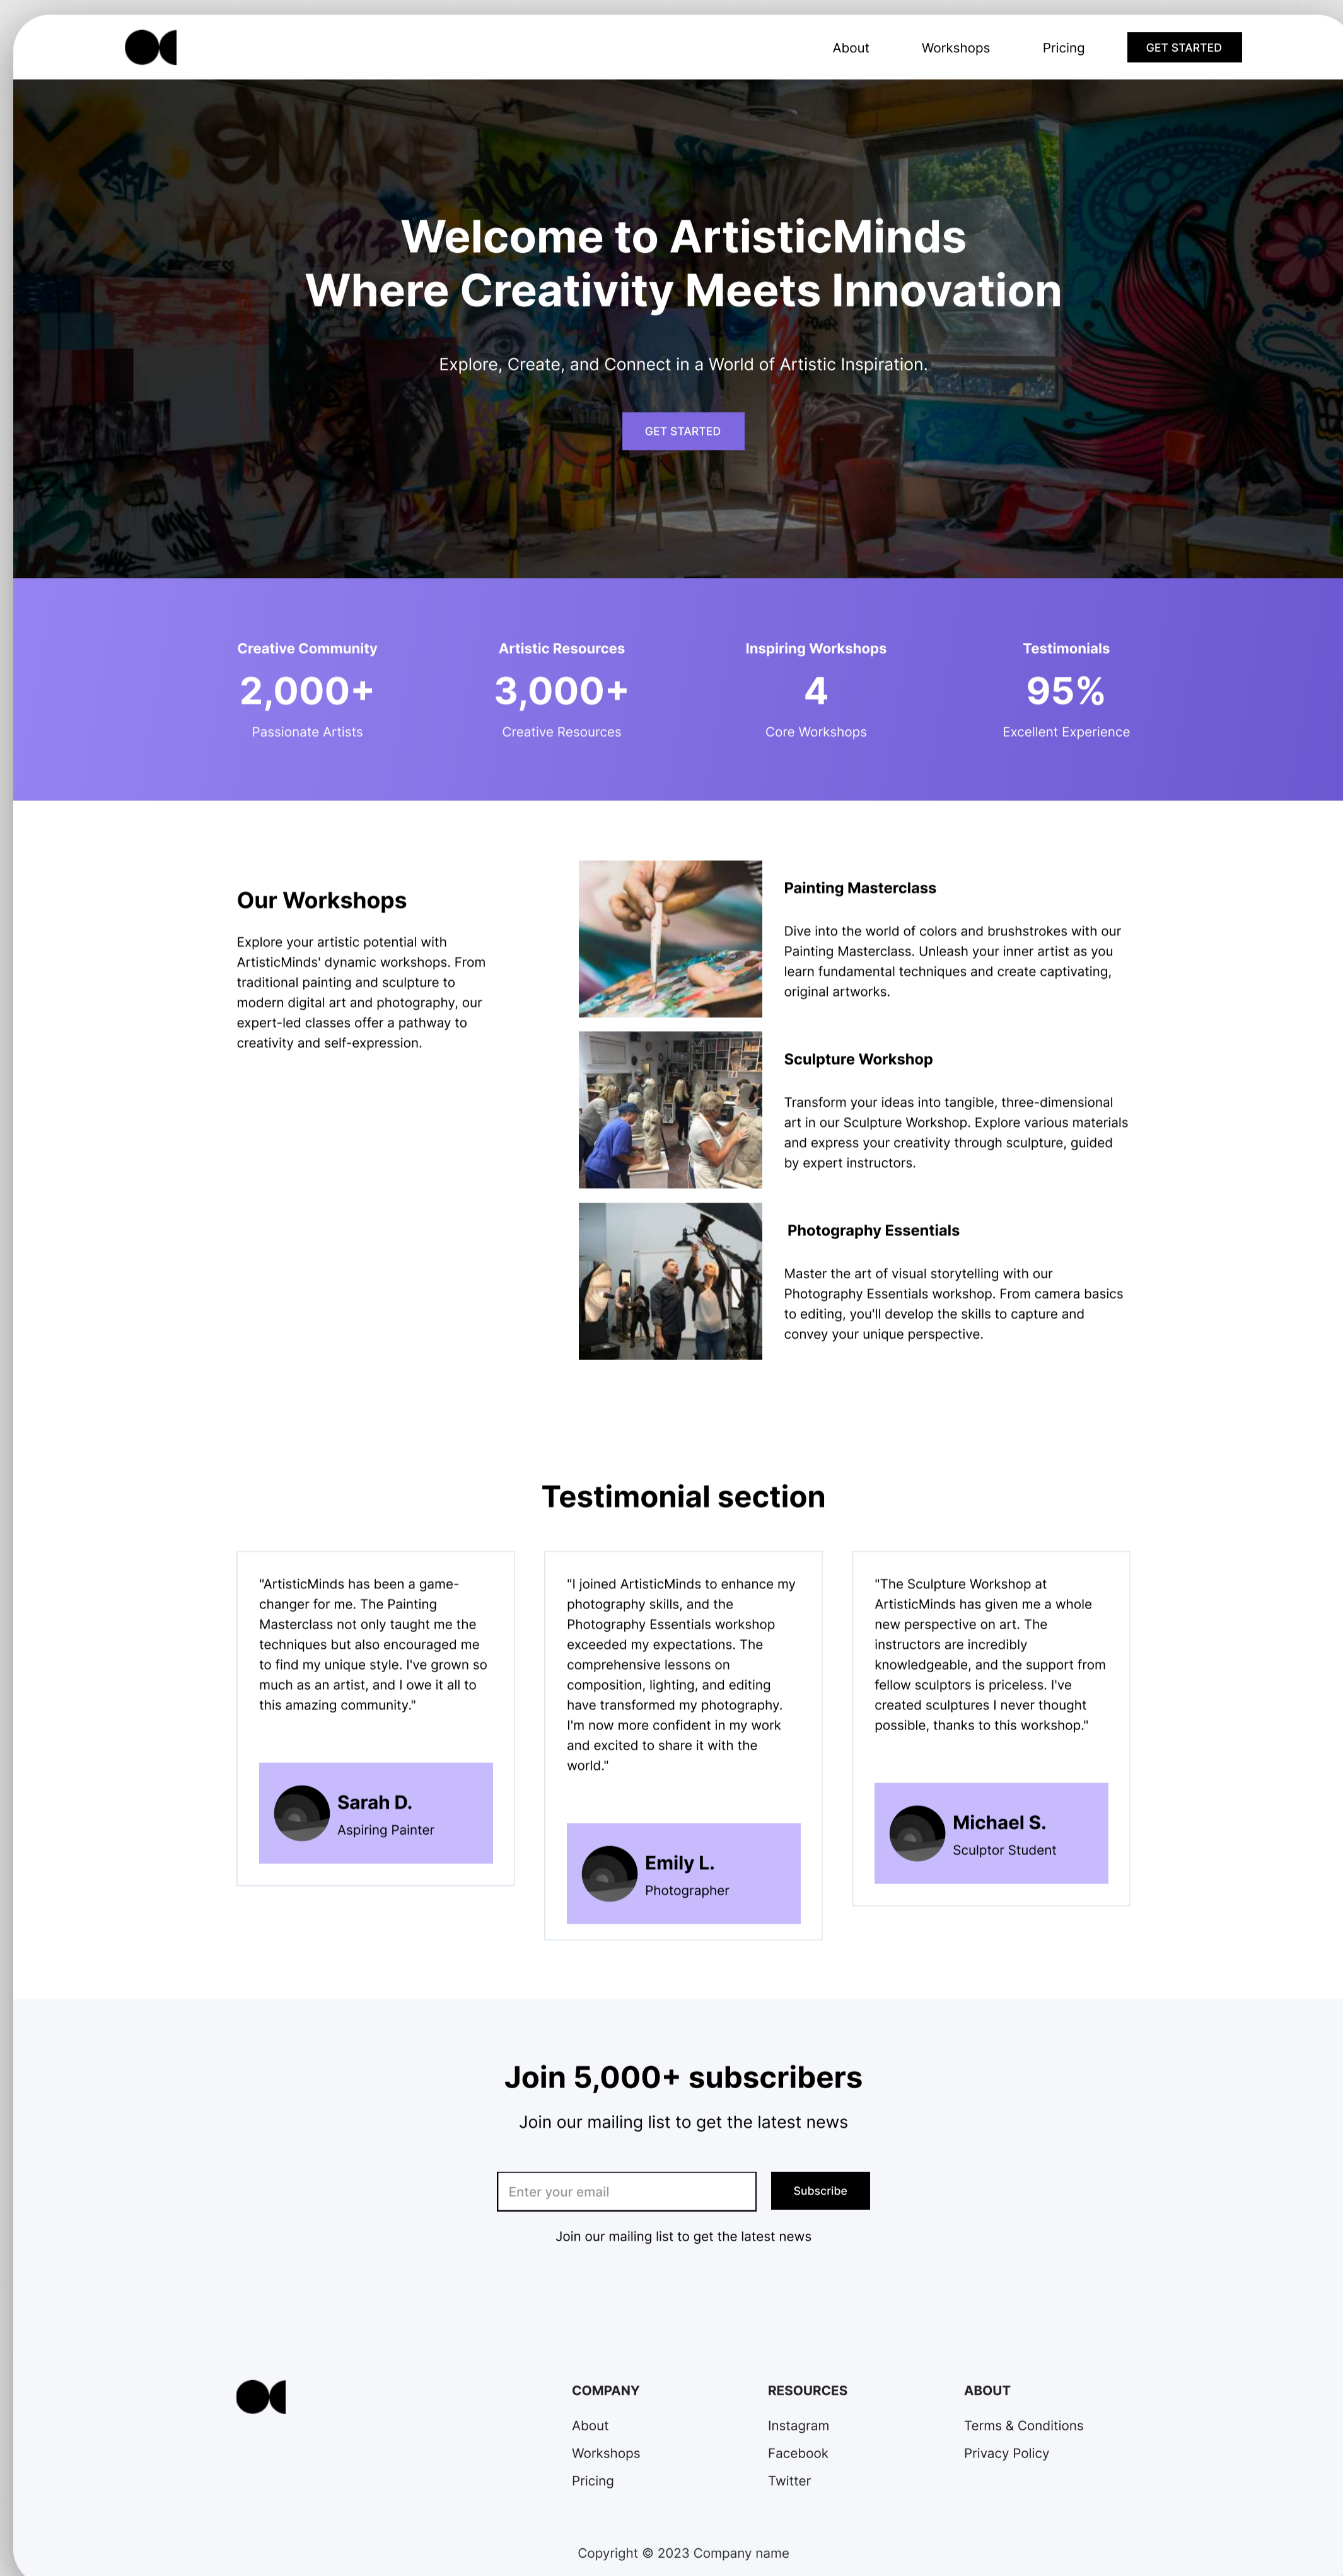 About Workshops Pricing GET STARTED
Welcome to ArtisticMinds
Where Creativity Meets Innovation
Explore, Create, and Connect in a World of Artistic Inspiration.
GET STARTED
Creative Community
2,000+
Passionate Artists
Artistic Resources
3,000+
Creative Resources
Inspiring Workshops
4
Core Workshops
Testimonials
95%
Excellent Experience
Our Workshops
Explore your artistic potential with
ArtisticMinds' dynamic workshops. From
traditional painting and sculpture to
modern digital art and photography, our
expert-led classes offer a pathway to
creativity and self-expression.
Painting Masterclass
Dive into the world of colors and brushstrokes with our
Painting Masterclass. Unleash your inner artist as you
learn fundamental techniques and create captivating,
original artworks.
Sculpture Workshop
Transform your ideas into tangible, three-dimensional
art in our Sculpture Workshop. Explore various materials
and express your creativity through sculpture, guided
by expert instructors.
Photography Essentials
Master the art of visual storytelling with our
Photography Essentials workshop. From camera basics
to editing, you'll develop the skills to capture and
convey your unique perspective.
Testimonial section
"ArtisticMinds has been a game-
changer for me. The Painting
Masterclass not only taught me the
techniques but also encouraged me
to find my unique style. I've grown so
much as an artist, and I owe it all to
this amazing community."
Sarah D.
Aspiring Painter
"I joined ArtisticMinds to enhance my
photography skills, and the
Photography Essentials workshop
exceeded my expectations. The
comprehensive lessons on
composition, lighting, and editing
have transformed my photography.
I'm now more confident in my work
and excited to share it with the
world."
Emily L.
Photographer
"The Sculpture Workshop at
ArtisticMinds has given me a whole
new perspective on art. The
instructors are incredibly
knowledgeable, and the support from
fellow sculptors is priceless. I've
created sculptures I never thought
possible, thanks to this workshop."
Michael S.
Sculptor Student
Join 5,000+ subscribers
Join our mailing list to get the latest news
Enter your email
Subscribe
Join our mailing list to get the latest news
COMPANY
About
Workshops
Pricing
RESOURCES
Instagram
Facebook
Twitter
ABOUT
Terms & Conditions
Privacy Policy
Copyright © 2023 Company name